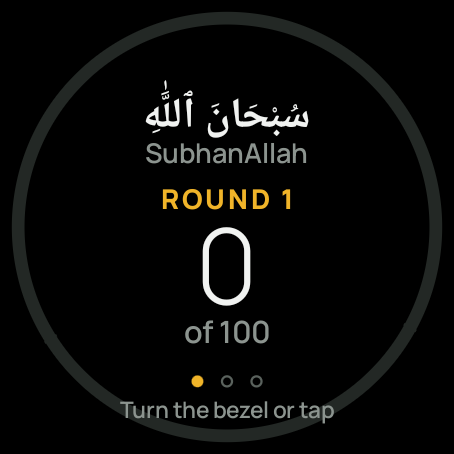 سُبْحَانَ ٱللَّٰهِ
SubhanAllah
ROUND 1
0
of 100
Turn the bezel or tap